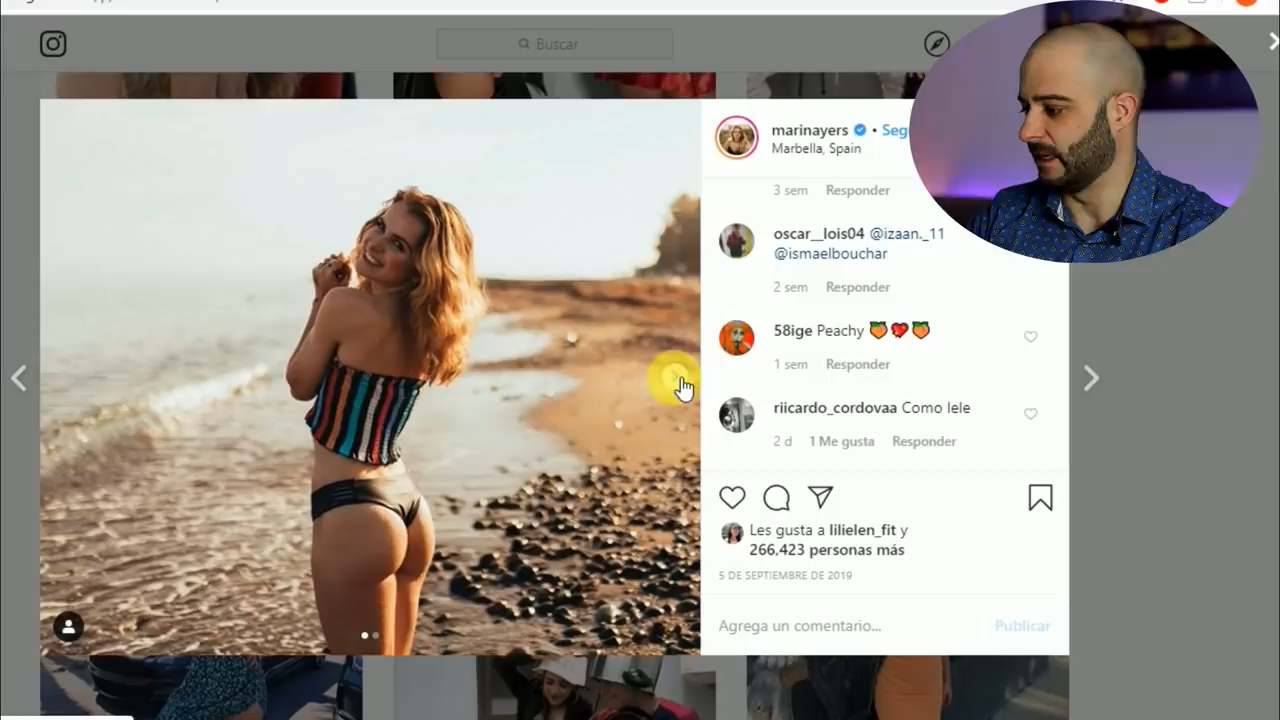 Buscar
marinayers • Seg
Marbella, Spain
3 sem Responder
oscar__lois04 @izaan._11
@ismaelbouchar
2 sem Responder
58ige Peachy 🍑💓🍑
1 sem Responder
riicardo_cordovaa Como lele
2 d 1 Me gusta Responder
Les gusta a lilielen_fit y
266,423 personas más
5 DE SEPTIEMBRE DE 2019
Agrega un comentario... Publicar